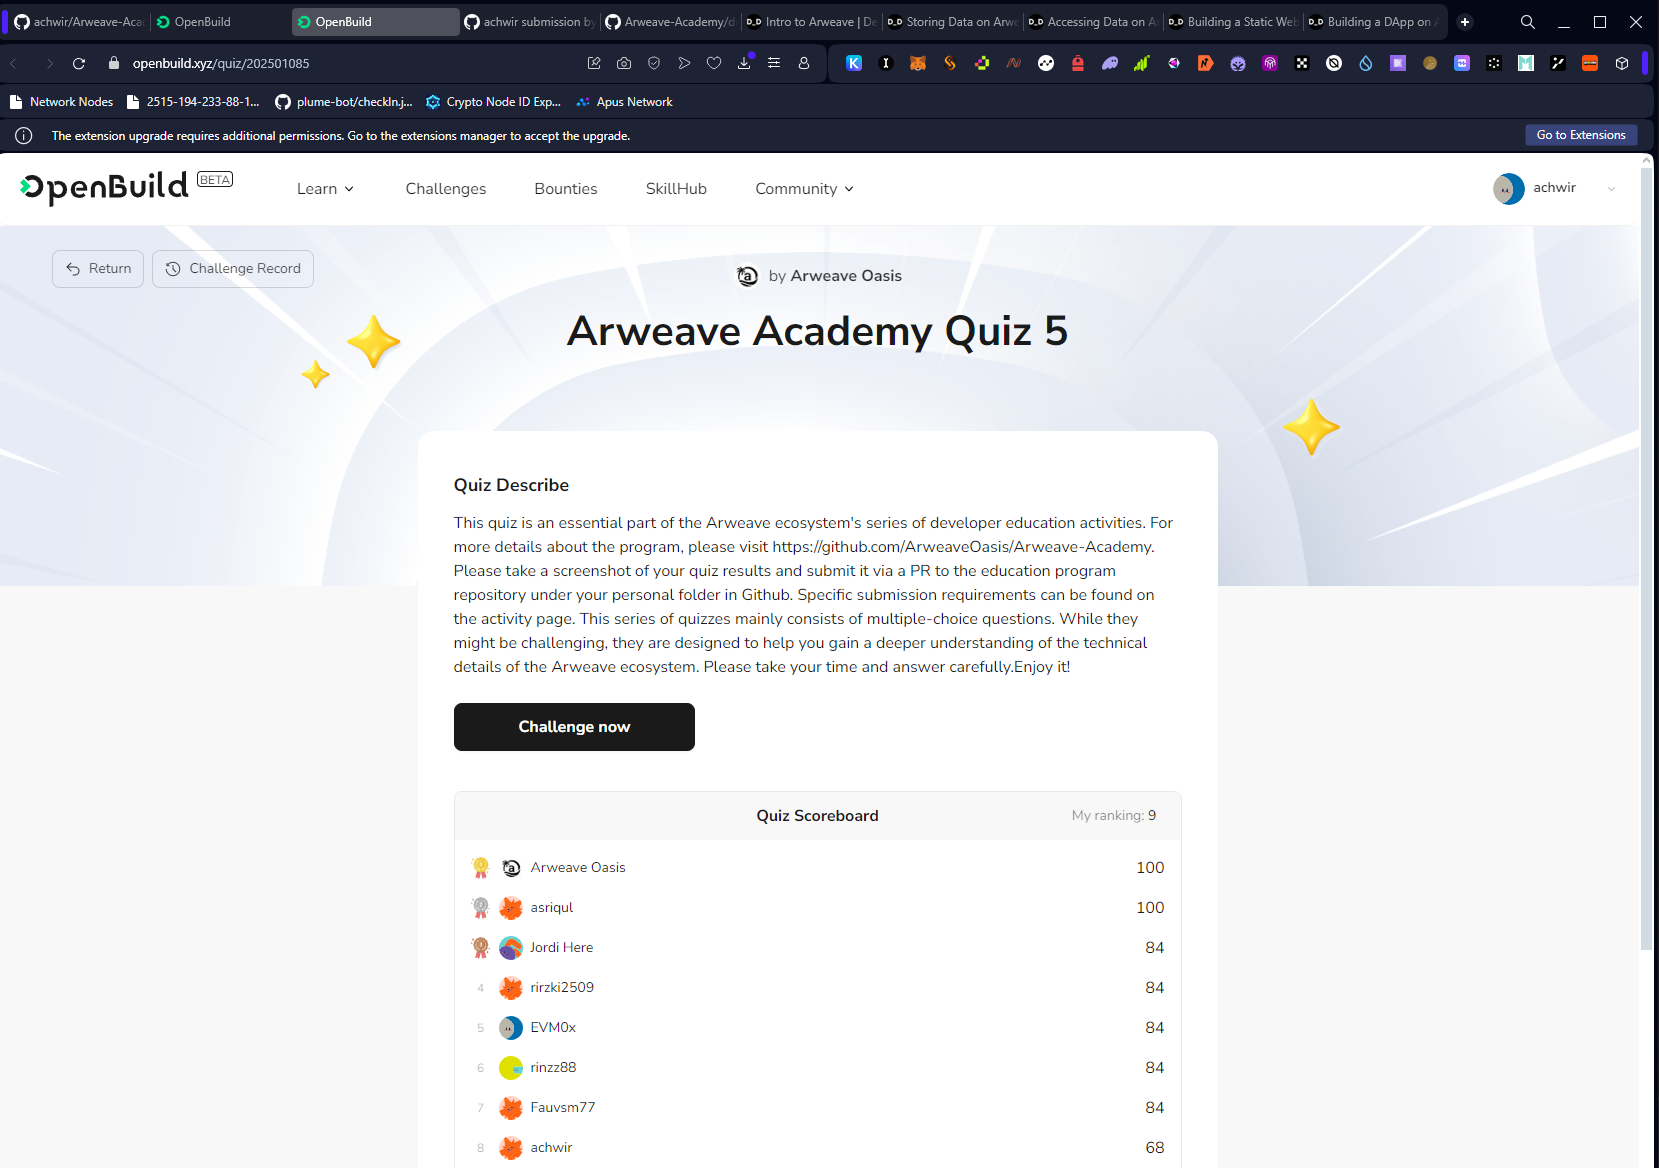 achwir/Arweave-Aca
OpenBuild
OpenBuild
achwir submission by
Arweave-Academy/d
Intro to Arweave | De
Storing Data on Arwe
Accessing Data on A
Building a Static Web
Building a DApp on A
openbuild.xyz/quiz/202501085
Network Nodes
2515-194-233-88-1...
plume-bot/checkIn.j...
Crypto Node ID Exp...
Apus Network
The extension upgrade requires additional permissions. Go to the extensions manager to accept the upgrade.
Go to Extensions
OpenBuild BETA
Learn
Challenges
Bounties
SkillHub
Community
achwir
Return
Challenge Record
by Arweave Oasis
Arweave Academy Quiz 5
Quiz Describe
This quiz is an essential part of the Arweave ecosystem's series of developer education activities. For
more details about the program, please visit https://github.com/ArweaveOasis/Arweave-Academy.
Please take a screenshot of your quiz results and submit it via a PR to the education program
repository under your personal folder in Github. Specific submission requirements can be found on
the activity page. This series of quizzes mainly consists of multiple-choice questions. While they
might be challenging, they are designed to help you gain a deeper understanding of the technical
details of the Arweave ecosystem. Please take your time and answer carefully.Enjoy it!
Challenge now
Quiz Scoreboard
My ranking: 9
Arweave Oasis 100
asriqul 100
Jordi Here 84
4 rirzki2509 84
5 EVM0x 84
6 rinzz88 84
7 Fauvsm77 84
8 achwir 68